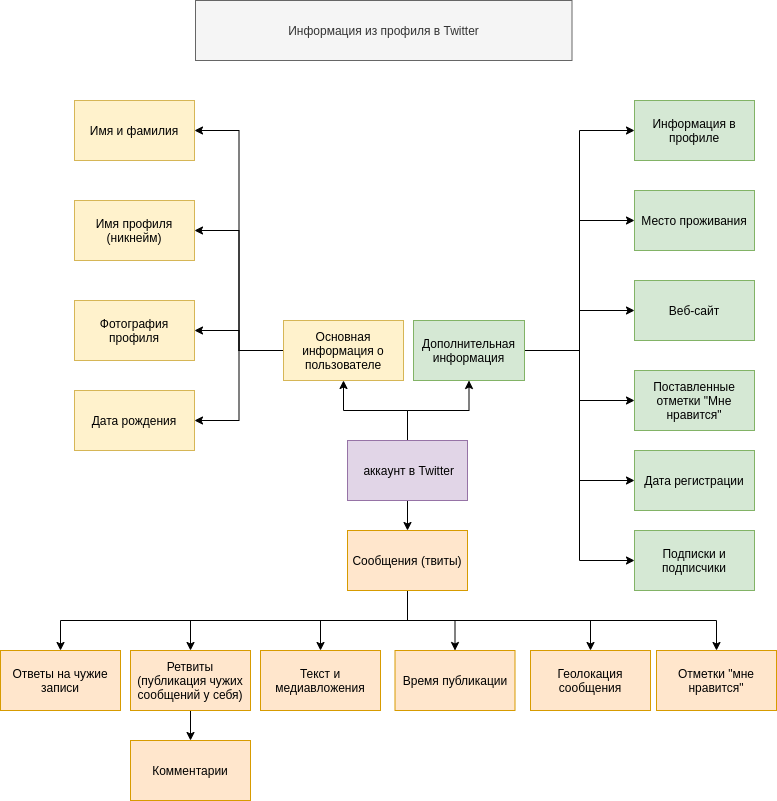 Информация из профиля в Twitter
Имя и фамилия
Имя профиля
(никнейм)
Фотография
профиля
Дата рождения
Основная
информация о
пользователе
Дополнительная
информация
Информация в
профиле
Место проживания
Веб-сайт
Поставленные
отметки "Мне
нравится"
Дата регистрации
Подписки и
подписчики
аккаунт в Twitter
Сообщения (твиты)
Ответы на чужие
записи
Ретвиты
(публикация чужих
сообщений у себя)
Текст и
медиавложения
Время публикации
Геолокация
сообщения
Отметки "мне
нравится"
Комментарии